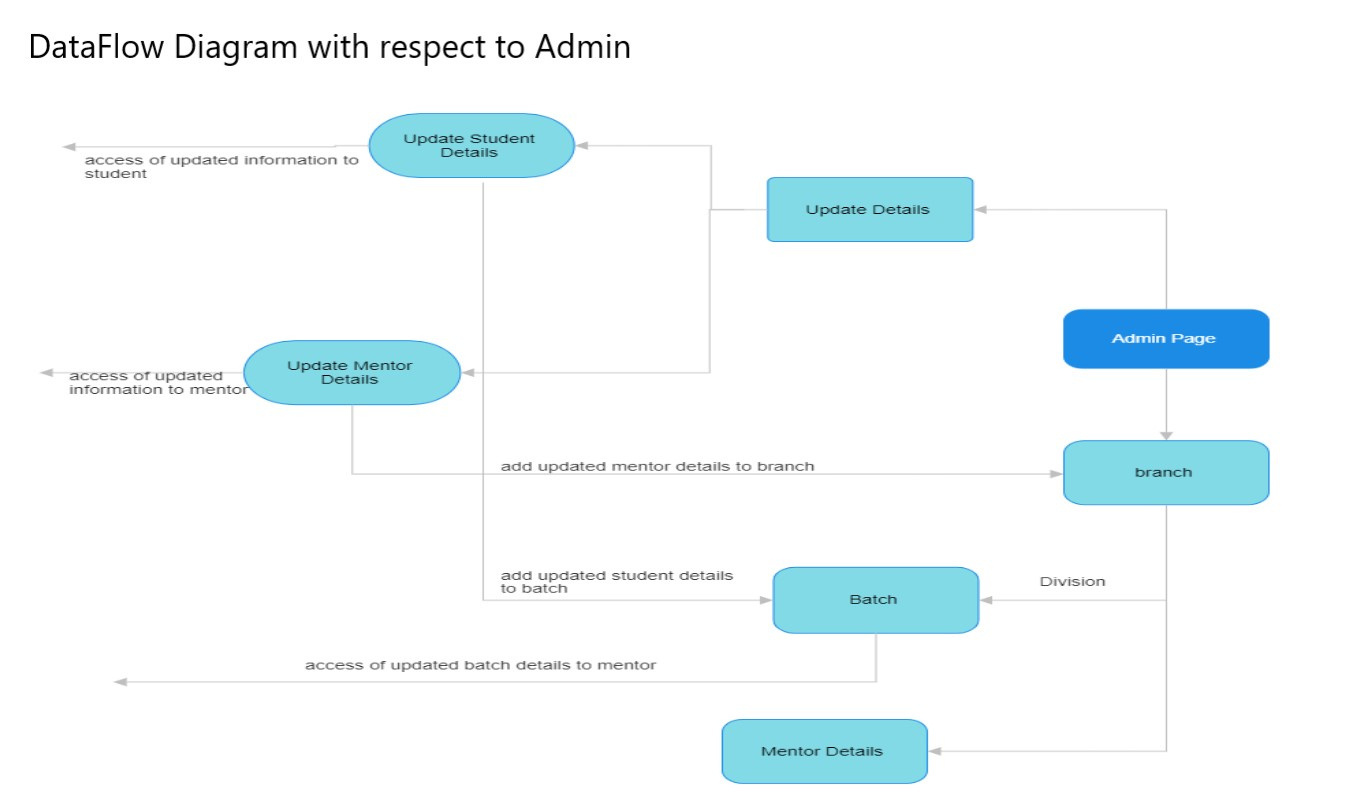 DataFlow Diagram with respect to Admin
Update Student
Details
access of updated information to
student
Update Details
Admin Page
Update Mentor
Details
access of updated
information to mentor
add updated mentor details to branch
branch
add updated student details
to batch
Batch
Division
access of updated batch details to mentor
Mentor Details